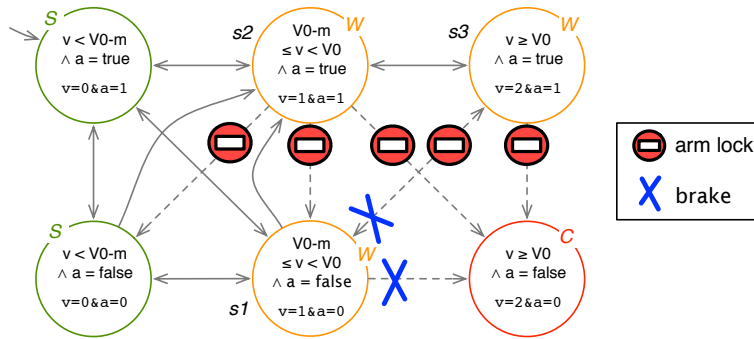 S
v < V0-m
∧ a = true
v=0&a=1
s2
W
V0-m
≤ v < V0
∧ a = true
v=1&a=1
s3
W
v ≥ V0
∧ a = true
v=2&a=1
arm lock
brake
S
v < V0-m
∧ a = false
v=0&a=0
s1
W
V0-m
≤ v < V0
∧ a = false
v=1&a=0
C
v ≥ V0
∧ a = false
v=2&a=0